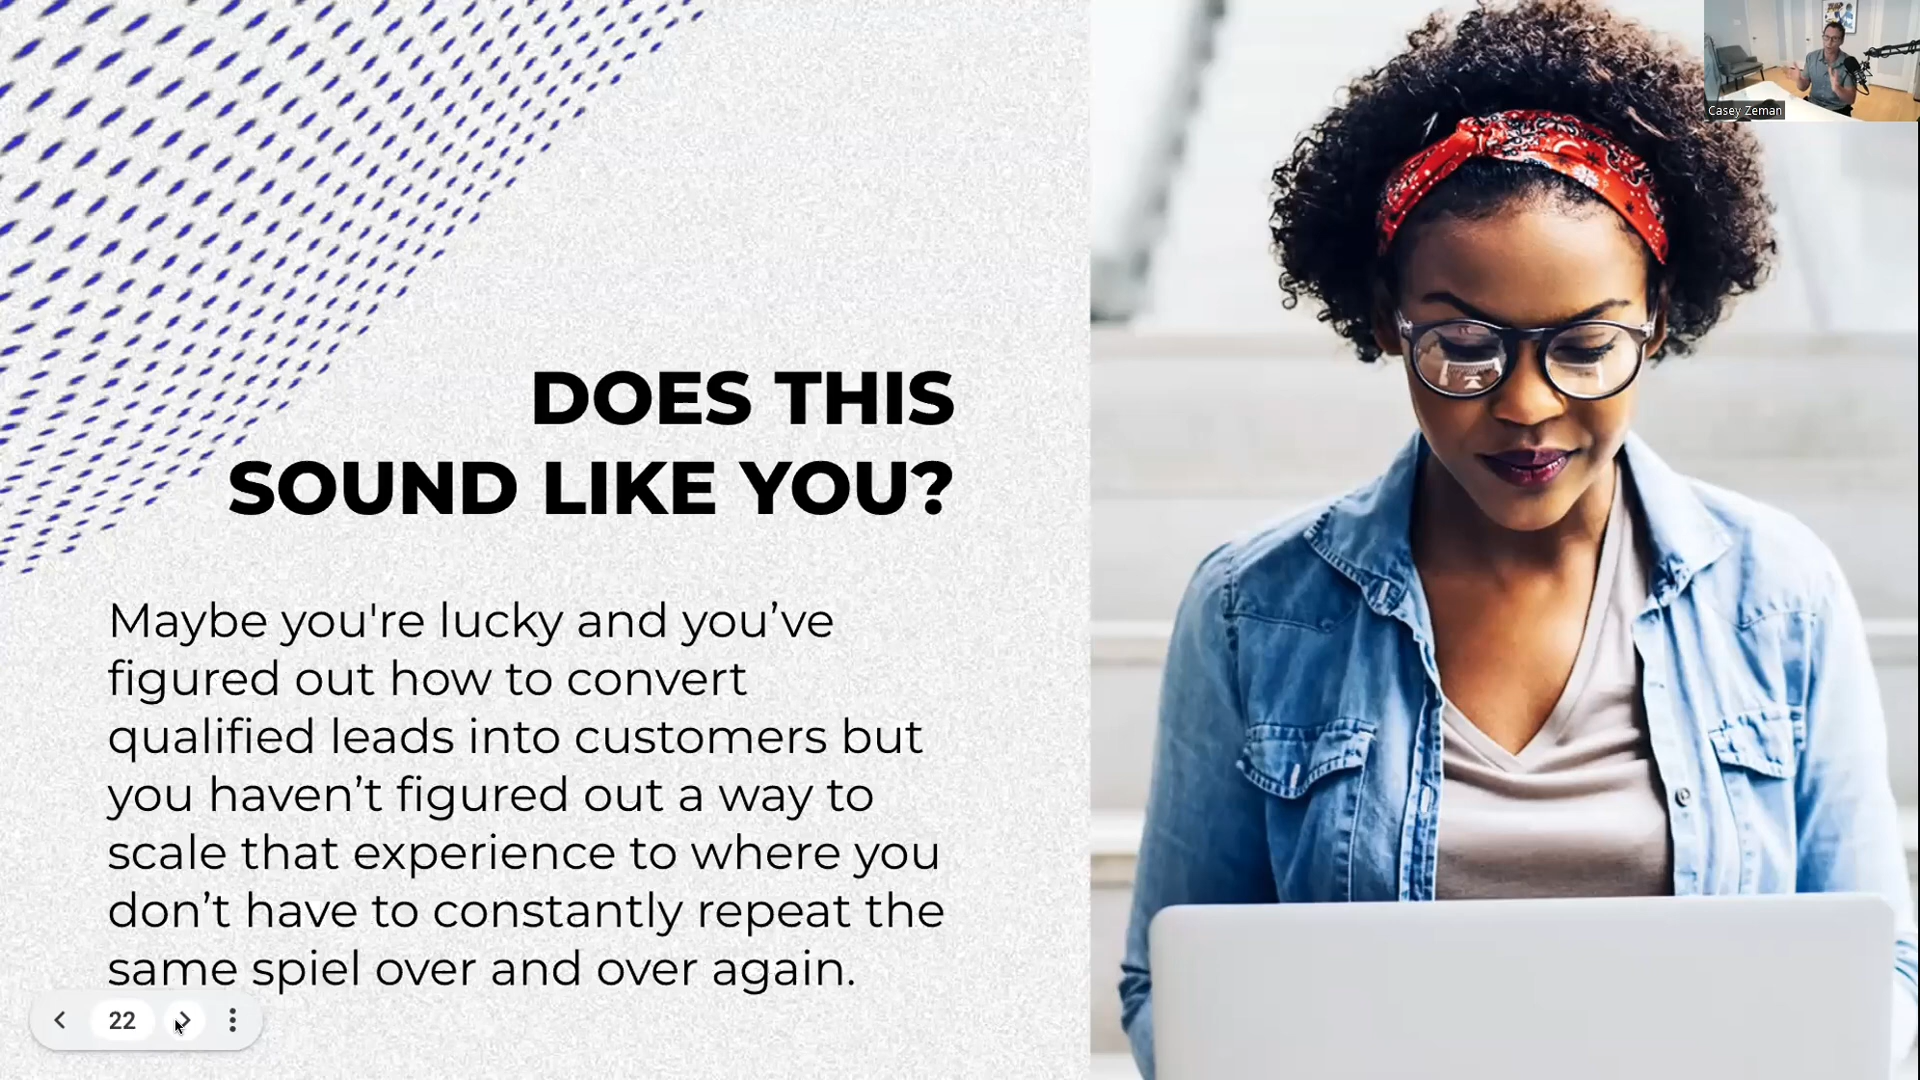 Casey Zeman
DOES THIS
SOUND LIKE YOU?
Maybe you're lucky and you’ve
figured out how to convert
qualified leads into customers but
you haven’t figured out a way to
scale that experience to where you
don’t have to constantly repeat the
same spiel over and over again.
22